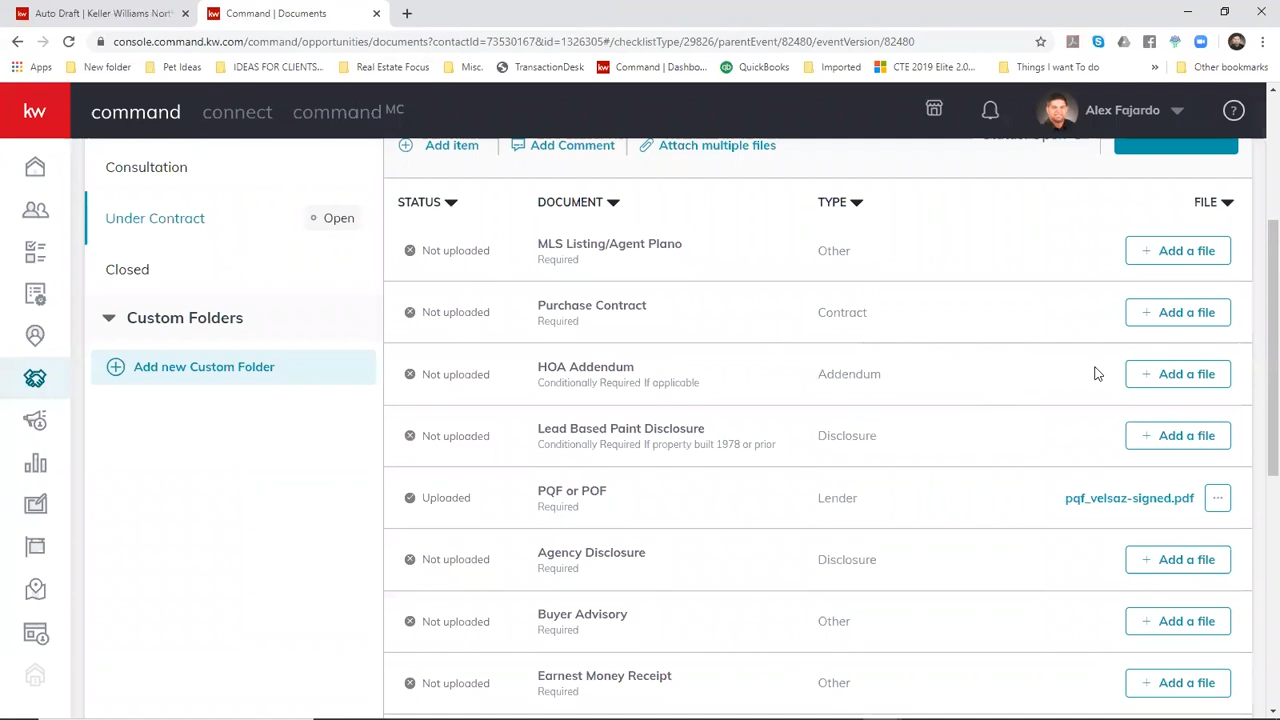 Auto Draft | Keller Williams Nort
Command | Documents
console.command.kw.com/command/opportunities/documents?contactId=73530167&id=1326305#/checklistType/29826/parentEvent/82480/eventVersion/82480
Apps New folder Pet Ideas IDEAS FOR CLIENTS... Real Estate Focus Misc. TransactionDesk Command | Dashbo... QuickBooks Imported CTE 2019 Elite 2.0... Things I want To Do » Other bookmarks
kw command connect command MC Alex Fajardo ?
Consultation
Under Contract Open
Closed
Custom Folders
Add new Custom Folder
Add item Add Comment Attach multiple files
STATUS DOCUMENT TYPE FILE
Not uploaded MLS Listing/Agent Plano Other + Add a file
Required
Not uploaded Purchase Contract Contract + Add a file
Required
Not uploaded HOA Addendum Addendum + Add a file
Conditionally Required If applicable
Not uploaded Lead Based Paint Disclosure Disclosure + Add a file
Conditionally Required If property built 1978 or prior
Uploaded PQF or POF Lender pqf_velsaz-signed.pdf ...
Required
Not uploaded Agency Disclosure Disclosure + Add a file
Required
Not uploaded Buyer Advisory Other + Add a file
Required
Not uploaded Earnest Money Receipt Other + Add a file
Required